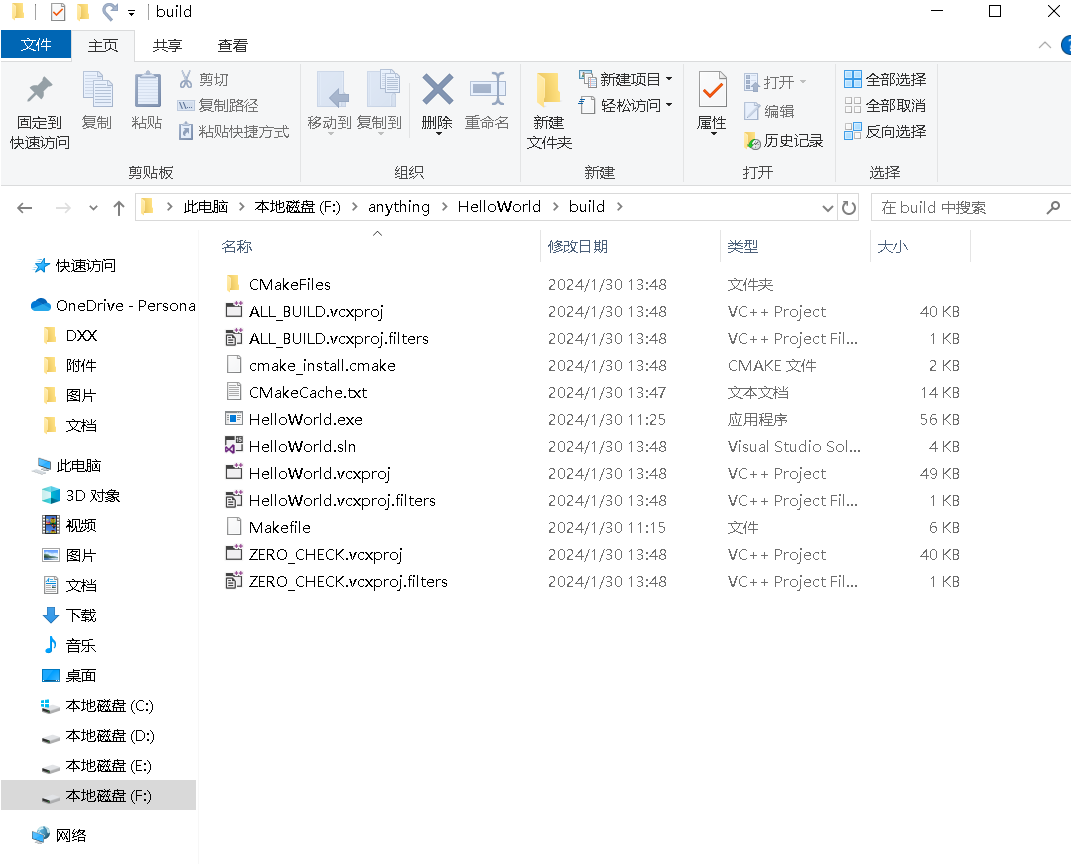 build
文件 主页 共享 查看
固定到快速访问
复制
粘贴
剪切
复制路径
粘贴快捷方式
剪贴板
移动到
复制到
删除
重命名
组织
新建文件夹
新建项目
轻松访问
新建
属性
打开
编辑
历史记录
打开
全部选择
全部取消
反向选择
选择
此电脑 > 本地磁盘 (F:) > anything > HelloWorld > build >
在 build 中搜索
快速访问
OneDrive - Persona
DXX
附件
图片
文档
此电脑
3D 对象
视频
图片
文档
下载
音乐
桌面
本地磁盘 (C:)
本地磁盘 (D:)
本地磁盘 (E:)
本地磁盘 (F:)
网络
名称 修改日期 类型 大小
CMakeFiles 2024/1/30 13:48 文件夹
ALL_BUILD.vcxproj 2024/1/30 13:48 VC++ Project 40 KB
ALL_BUILD.vcxproj.filters 2024/1/30 13:48 VC++ Project Fil... 1 KB
cmake_install.cmake 2024/1/30 13:48 CMAKE 文件 2 KB
CMakeCache.txt 2024/1/30 13:47 文本文档 14 KB
HelloWorld.exe 2024/1/30 11:25 应用程序 56 KB
HelloWorld.sln 2024/1/30 13:48 Visual Studio Sol... 4 KB
HelloWorld.vcxproj 2024/1/30 13:48 VC++ Project 49 KB
HelloWorld.vcxproj.filters 2024/1/30 13:48 VC++ Project Fil... 1 KB
Makefile 2024/1/30 11:15 文件 6 KB
ZERO_CHECK.vcxproj 2024/1/30 13:48 VC++ Project 40 KB
ZERO_CHECK.vcxproj.filters 2024/1/30 13:48 VC++ Project Fil... 1 KB